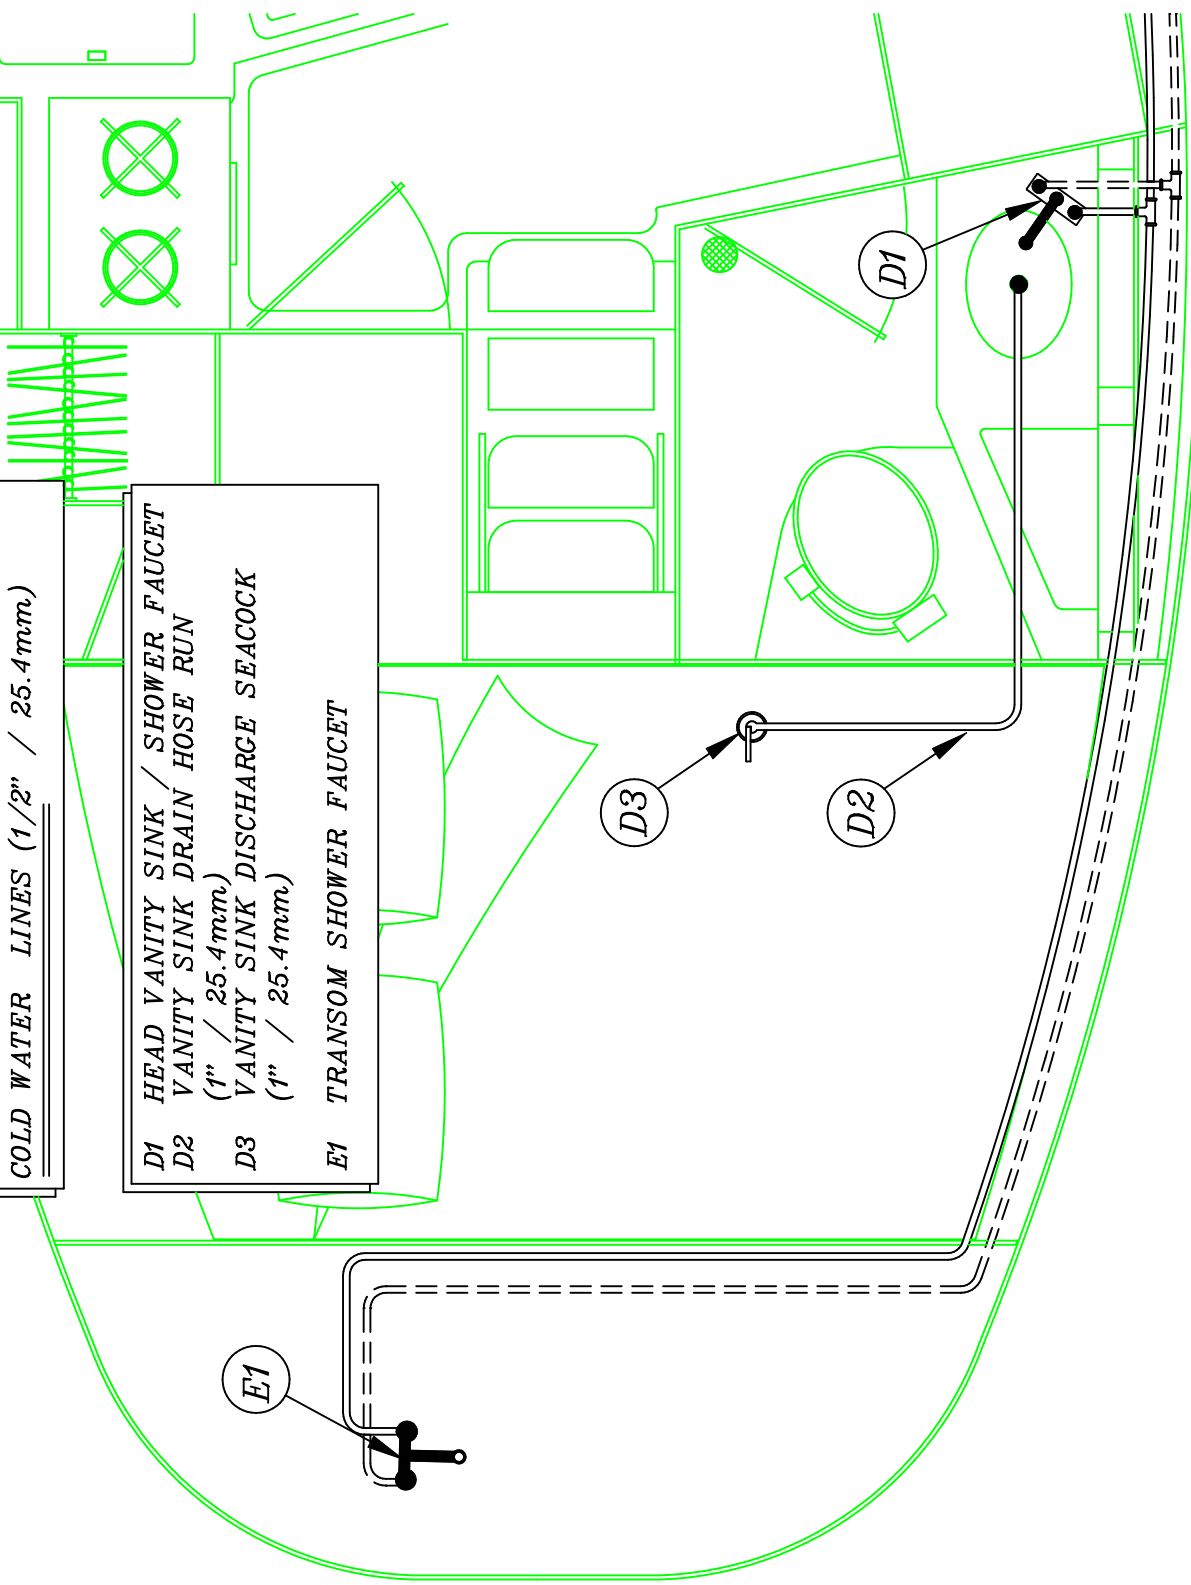 COLD WATER LINES (1/2" / 25.4mm)
D1 HEAD VANITY SINK / SHOWER FAUCET
D2 VANITY SINK DRAIN HOSE RUN
(1" / 25.4mm)
D3 VANITY SINK DISCHARGE SEACOCK
(1" / 25.4mm)
E1 TRANSOM SHOWER FAUCET
D1
D2
D3
E1